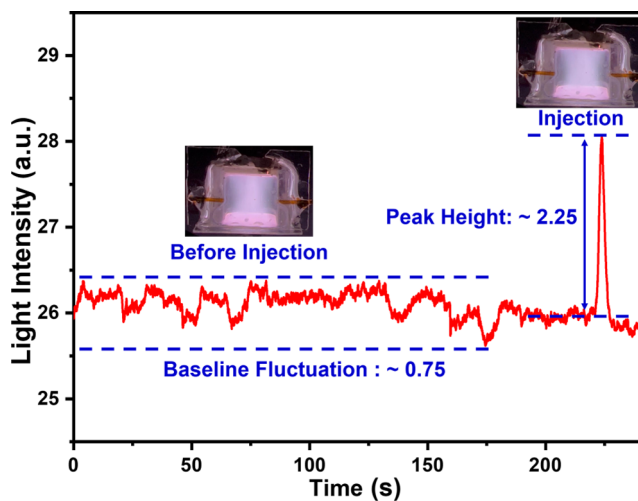 Light Intensity (a.u.)
29
28
27
26
25
Injection
Peak Height: ~ 2.25
Before Injection
Baseline Fluctuation : ~ 0.75
0
50
100
150
200
Time (s)